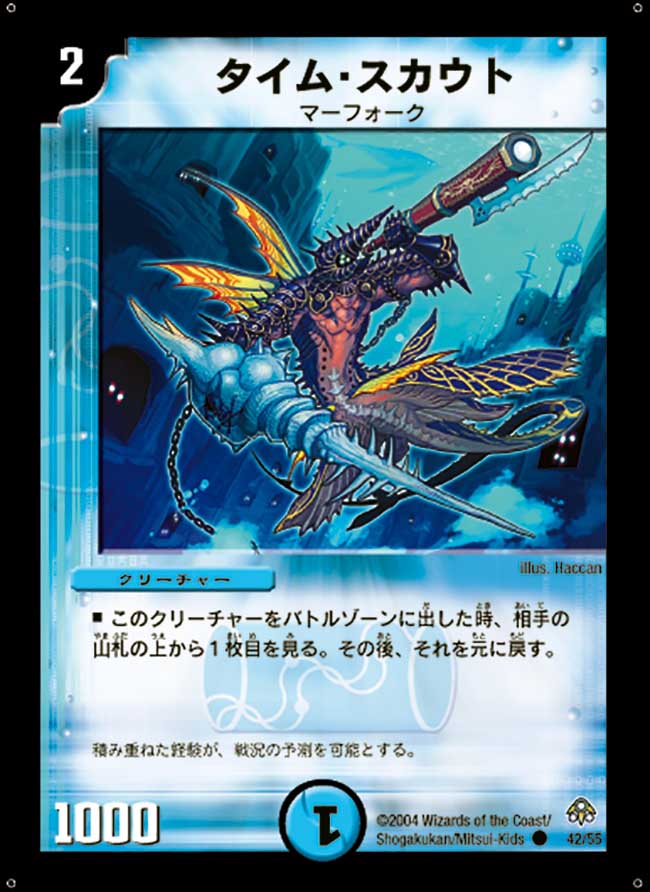 2
タイム・スカウト
マーフォーク
illus. Haccan
クリーチャー
■ このクリーチャーをバトルゾーンに出した時、相手の
山札の上から1枚目を見る。その後、それを元に戻す。
積み重ねた経験が、戦況の予測を可能とする。
1000
1
©2004 Wizards of the Coast/
Shogakukan/Mitsui-Kids
42/55